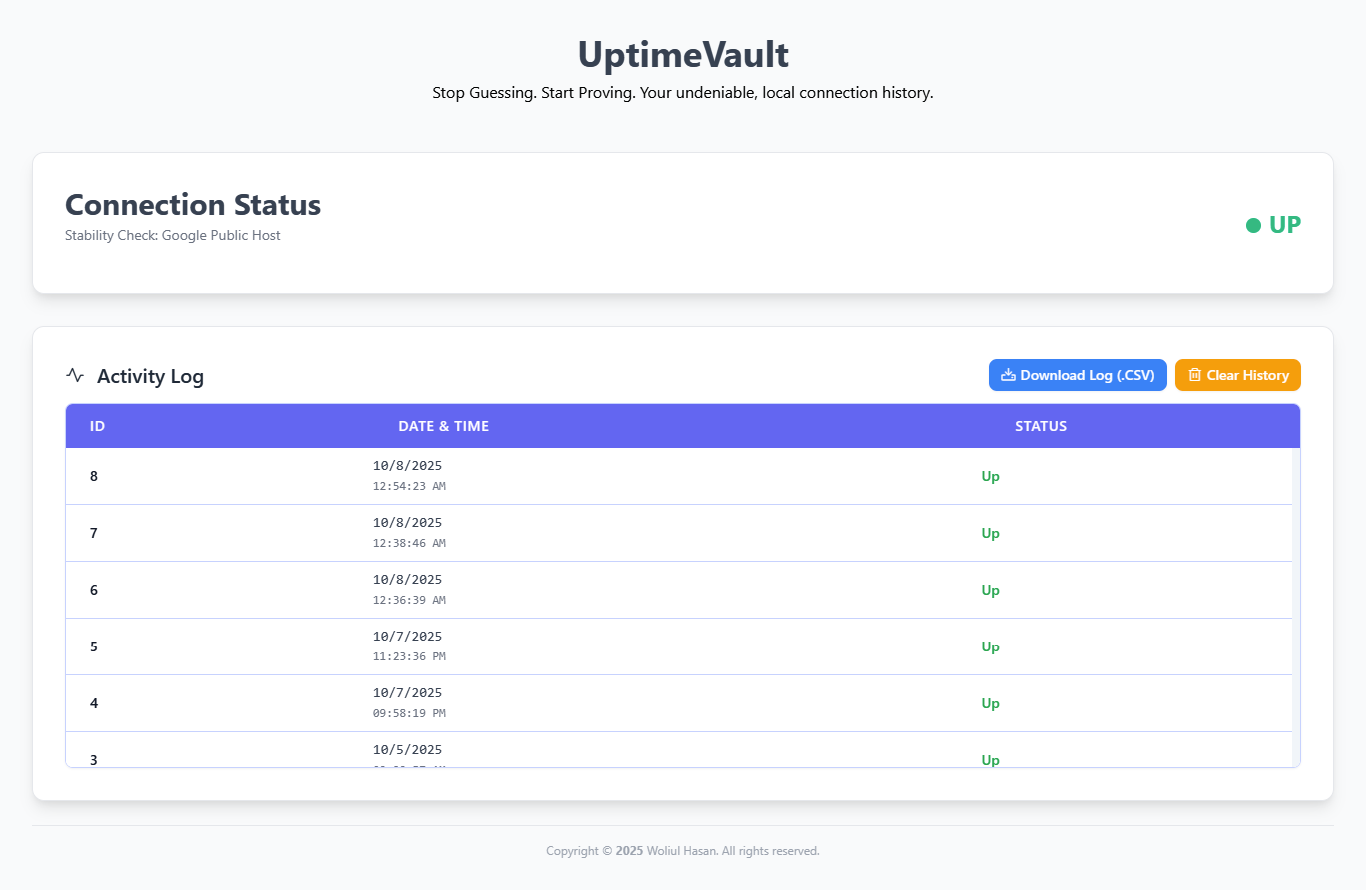 UptimeVault
Stop Guessing. Start Proving. Your undeniable, local connection history.
Connection Status
Stability Check: Google Public Host
UP
Activity Log
Download Log (.CSV)
Clear History
ID DATE & TIME STATUS
8 10/8/2025 Up
12:54:23 AM
7 10/8/2025 Up
12:38:46 AM
6 10/8/2025 Up
12:36:39 AM
5 10/7/2025 Up
11:23:36 PM
4 10/7/2025 Up
09:58:19 PM
3 10/5/2025 Up
Copyright © 2025 Woliul Hasan. All rights reserved.